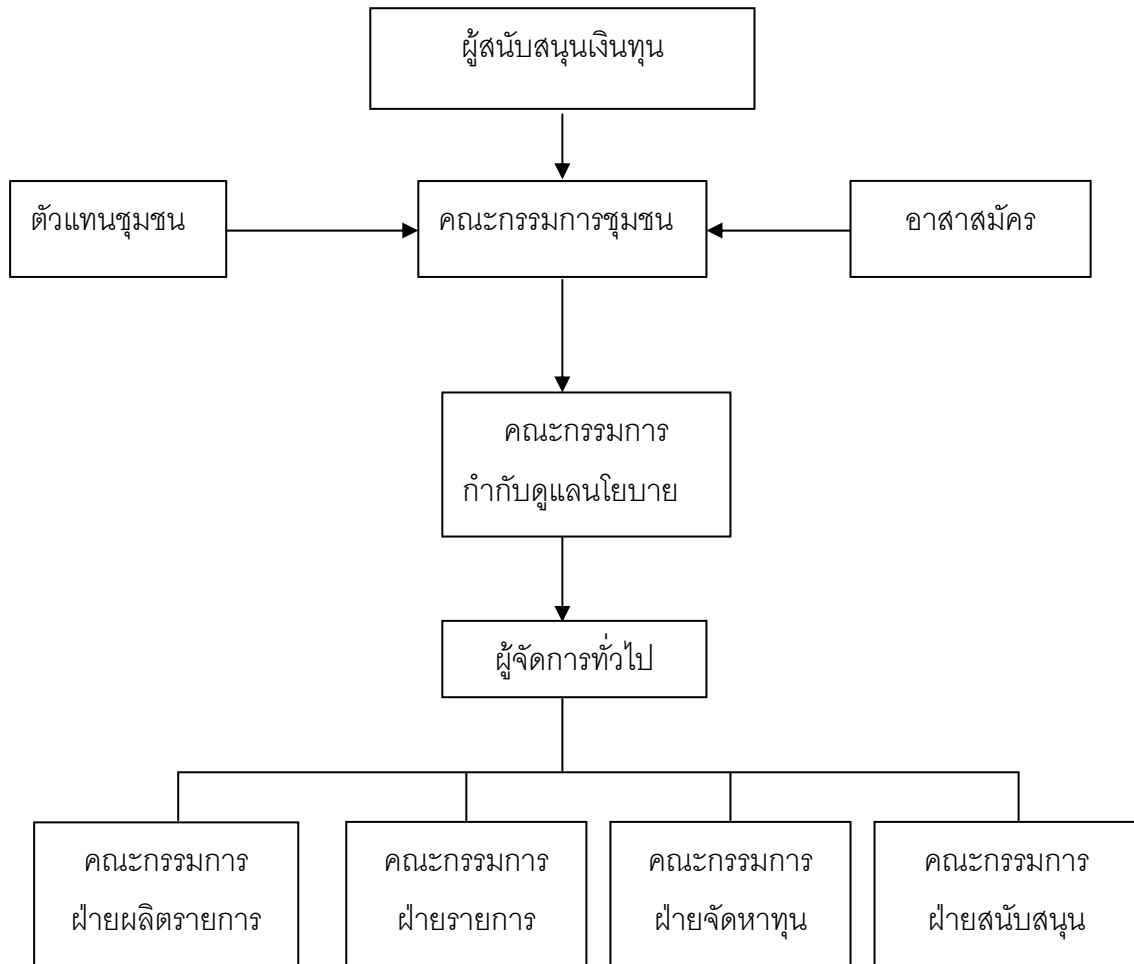 ผู้สนับสนุนเงินทุน
ตัวแทนชุมชน
คณะกรรมการชุมชน
อาสาสมัคร
คณะกรรมการ
กำกับดูแลนโยบาย
ผู้จัดการทั่วไป
คณะกรรมการ
ฝ่ายผลิตรายการ
คณะกรรมการ
ฝ่ายรายการ
คณะกรรมการ
ฝ่ายจัดหาทุน
คณะกรรมการ
ฝ่ายสนับสนุน